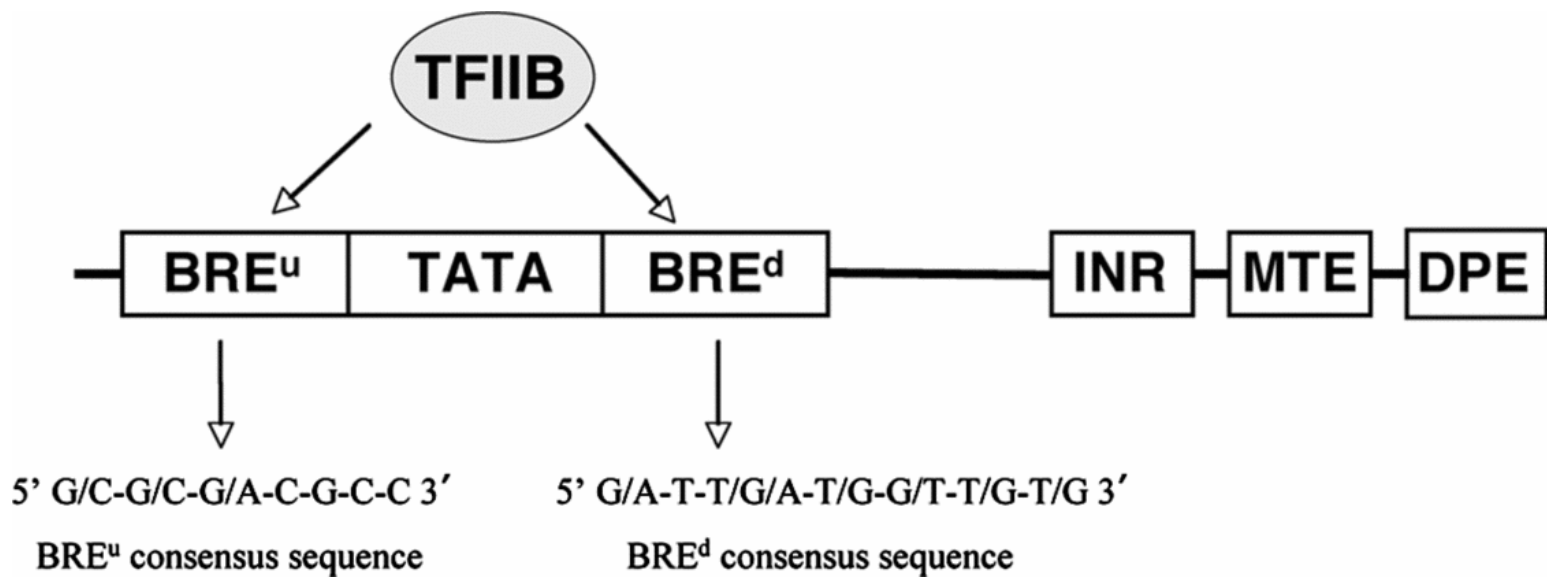 TFIIB
BREᵘ TATA BREᵈ INR MTE DPE
5’ G/C-G/C-G/A-C-G-C-C 3′ 5’ G/A-T-T/G/A-T/G-G/T-T/G-T/G 3′
BREᵘ consensus sequence BREᵈ consensus sequence